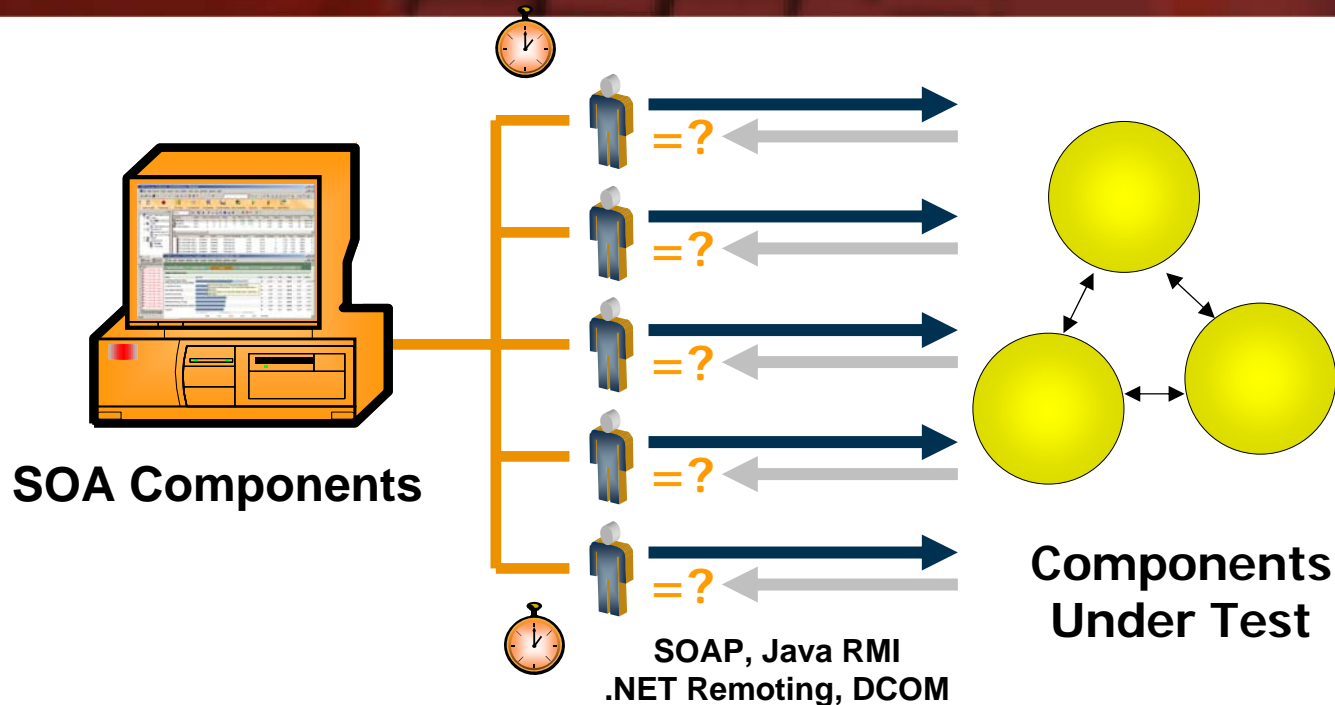 =?
=?
=?
=?
=?
SOA Components
Components
Under Test
SOAP, Java RMI
.NET Remoting, DCOM